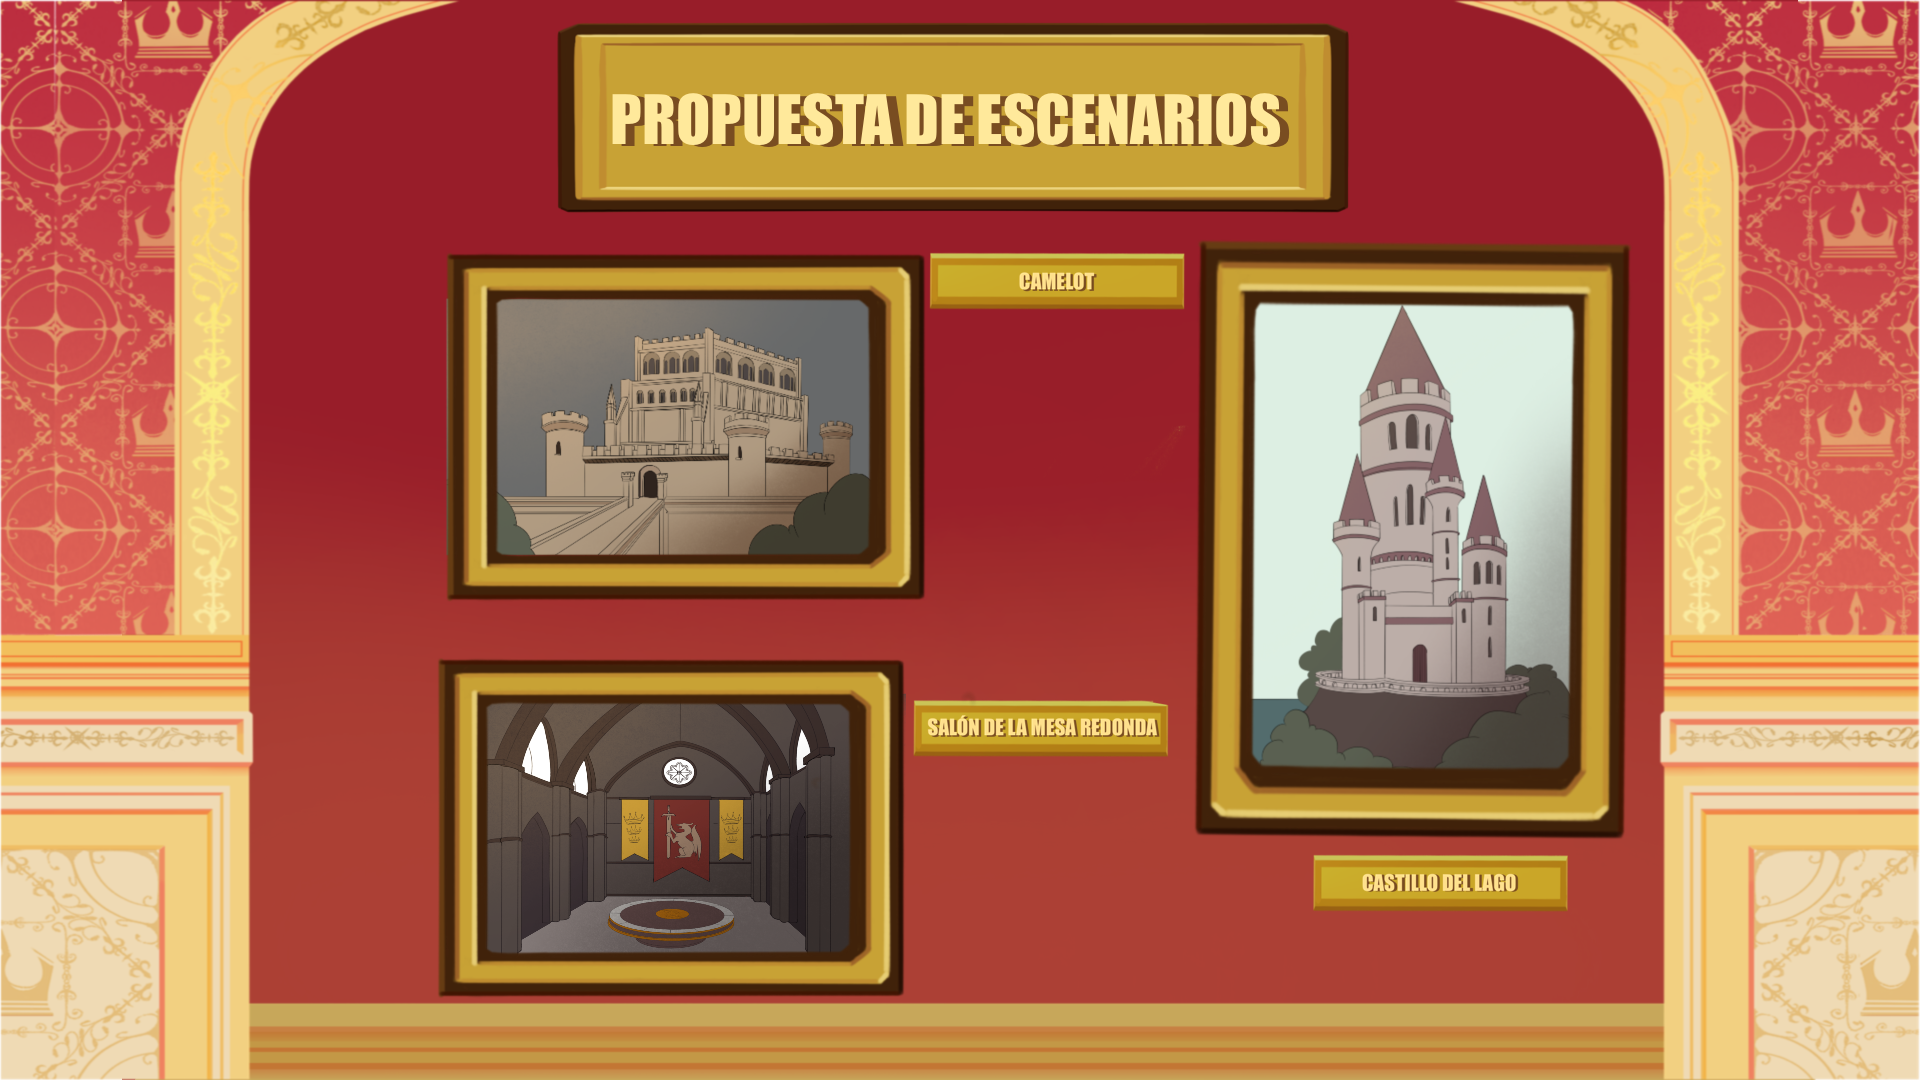 PROPUESTA DE ESCENARIOS
CAMELOT
SALÓN DE LA MESA REDONDA
CASTILLO DEL LAGO